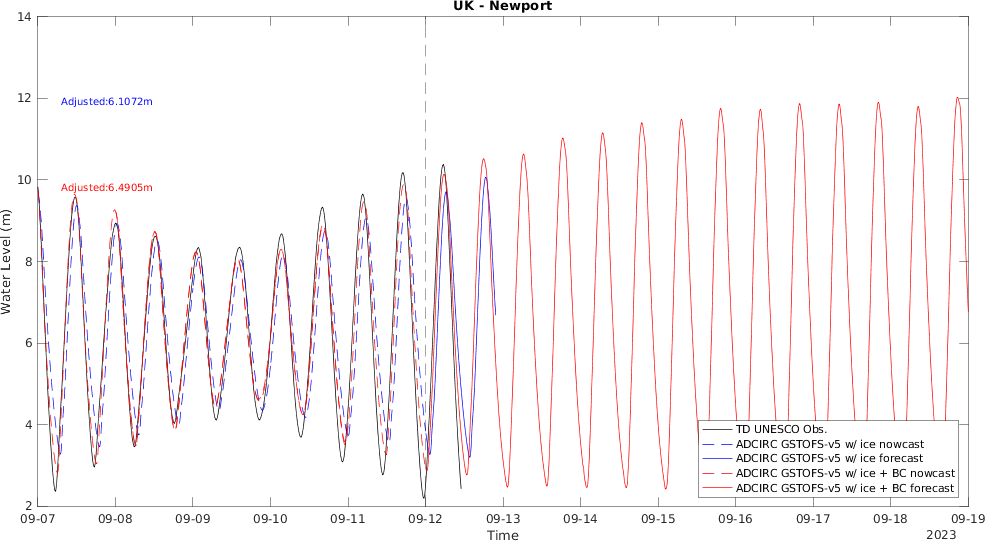 UK - Newport
14
12
10
8
6
4
2
Water Level (m)
Adjusted:6.1072m
Adjusted:6.4905m
TD UNESCO Obs.
ADCIRC GSTOFS-v5 w/ ice nowcast
ADCIRC GSTOFS-v5 w/ ice forecast
ADCIRC GSTOFS-v5 w/ ice + BC nowcast
ADCIRC GSTOFS-v5 w/ ice + BC forecast
09-07 09-08 09-09 09-10 09-11 09-12 09-13 09-14 09-15 09-16 09-17 09-18 09-19
Time
2023